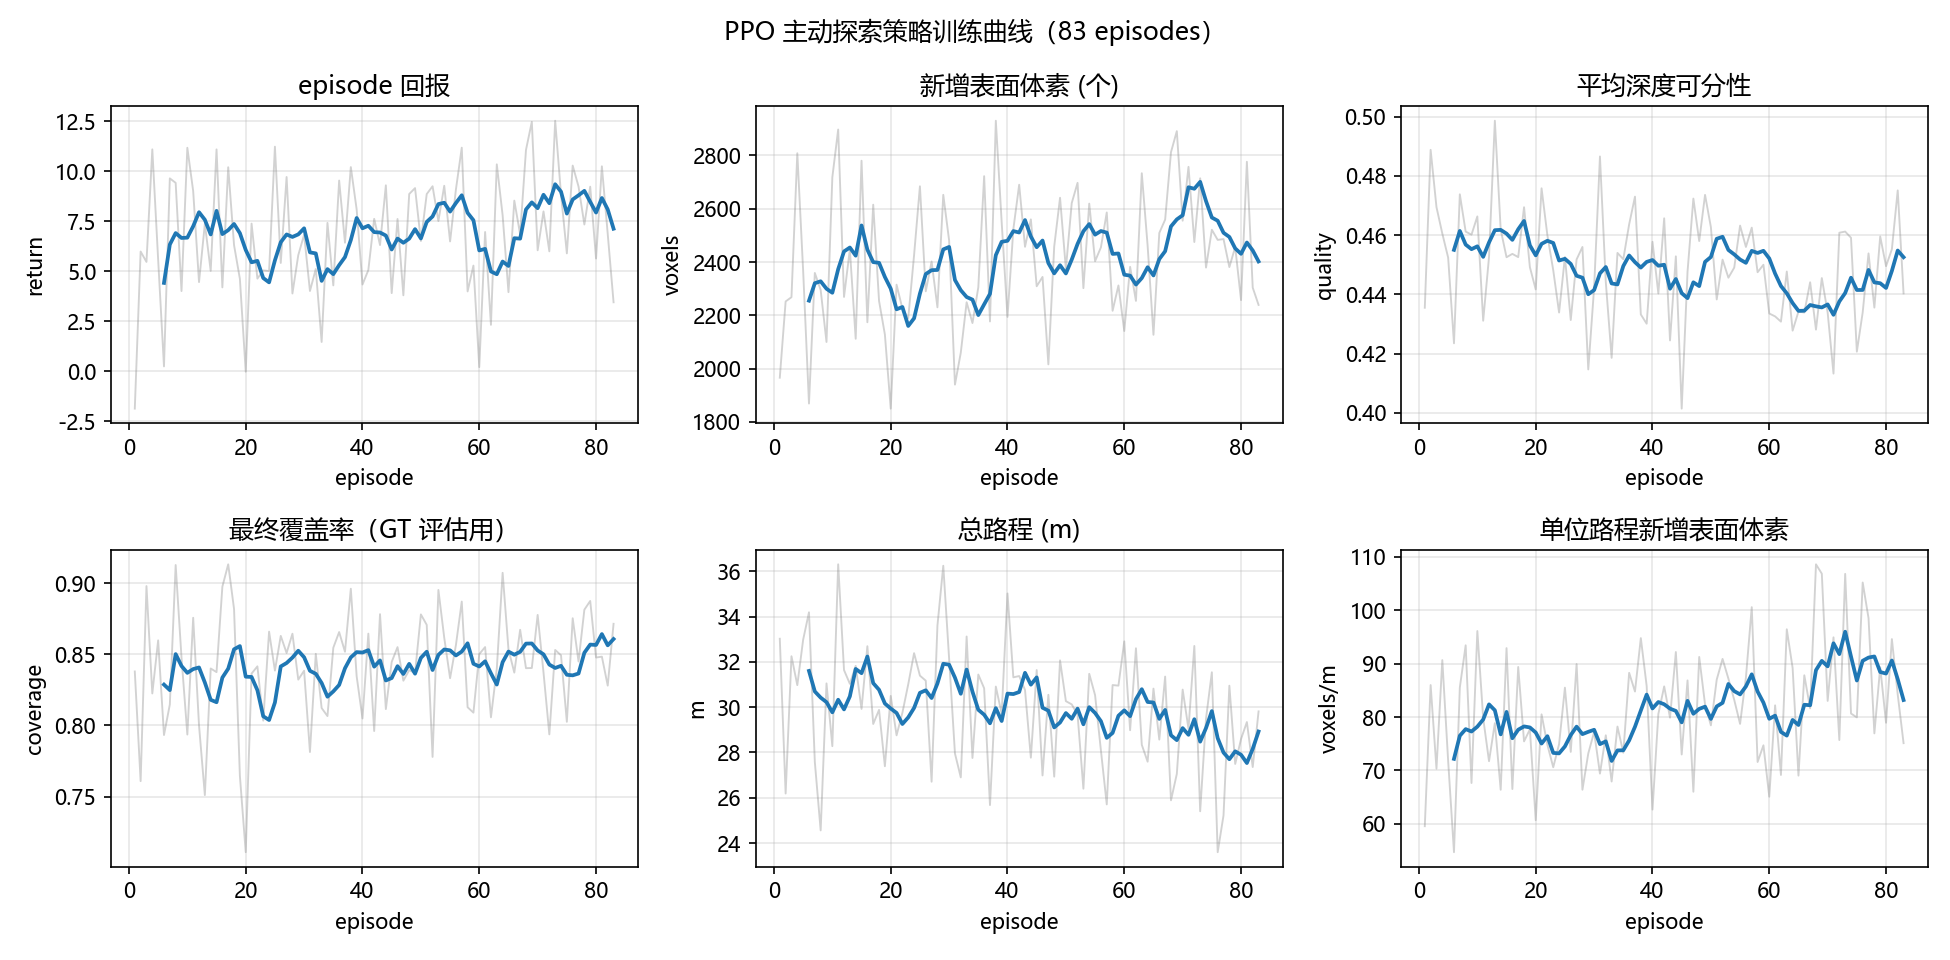 PPO 主动探索策略训练曲线（83 episodes）
episode 回报
return
12.5
10.0
7.5
5.0
2.5
0.0
-2.5
0 20 40 60 80
episode
新增表面体素 (个)
voxels
2800
2600
2400
2200
2000
1800
0 20 40 60 80
episode
平均深度可分性
quality
0.50
0.48
0.46
0.44
0.42
0.40
0 20 40 60 80
episode
最终覆盖率（GT 评估用）
coverage
0.90
0.85
0.80
0.75
0 20 40 60 80
episode
总路程 (m)
m
36
34
32
30
28
26
24
0 20 40 60 80
episode
单位路程新增表面体素
voxels/m
110
100
90
80
70
60
0 20 40 60 80
episode